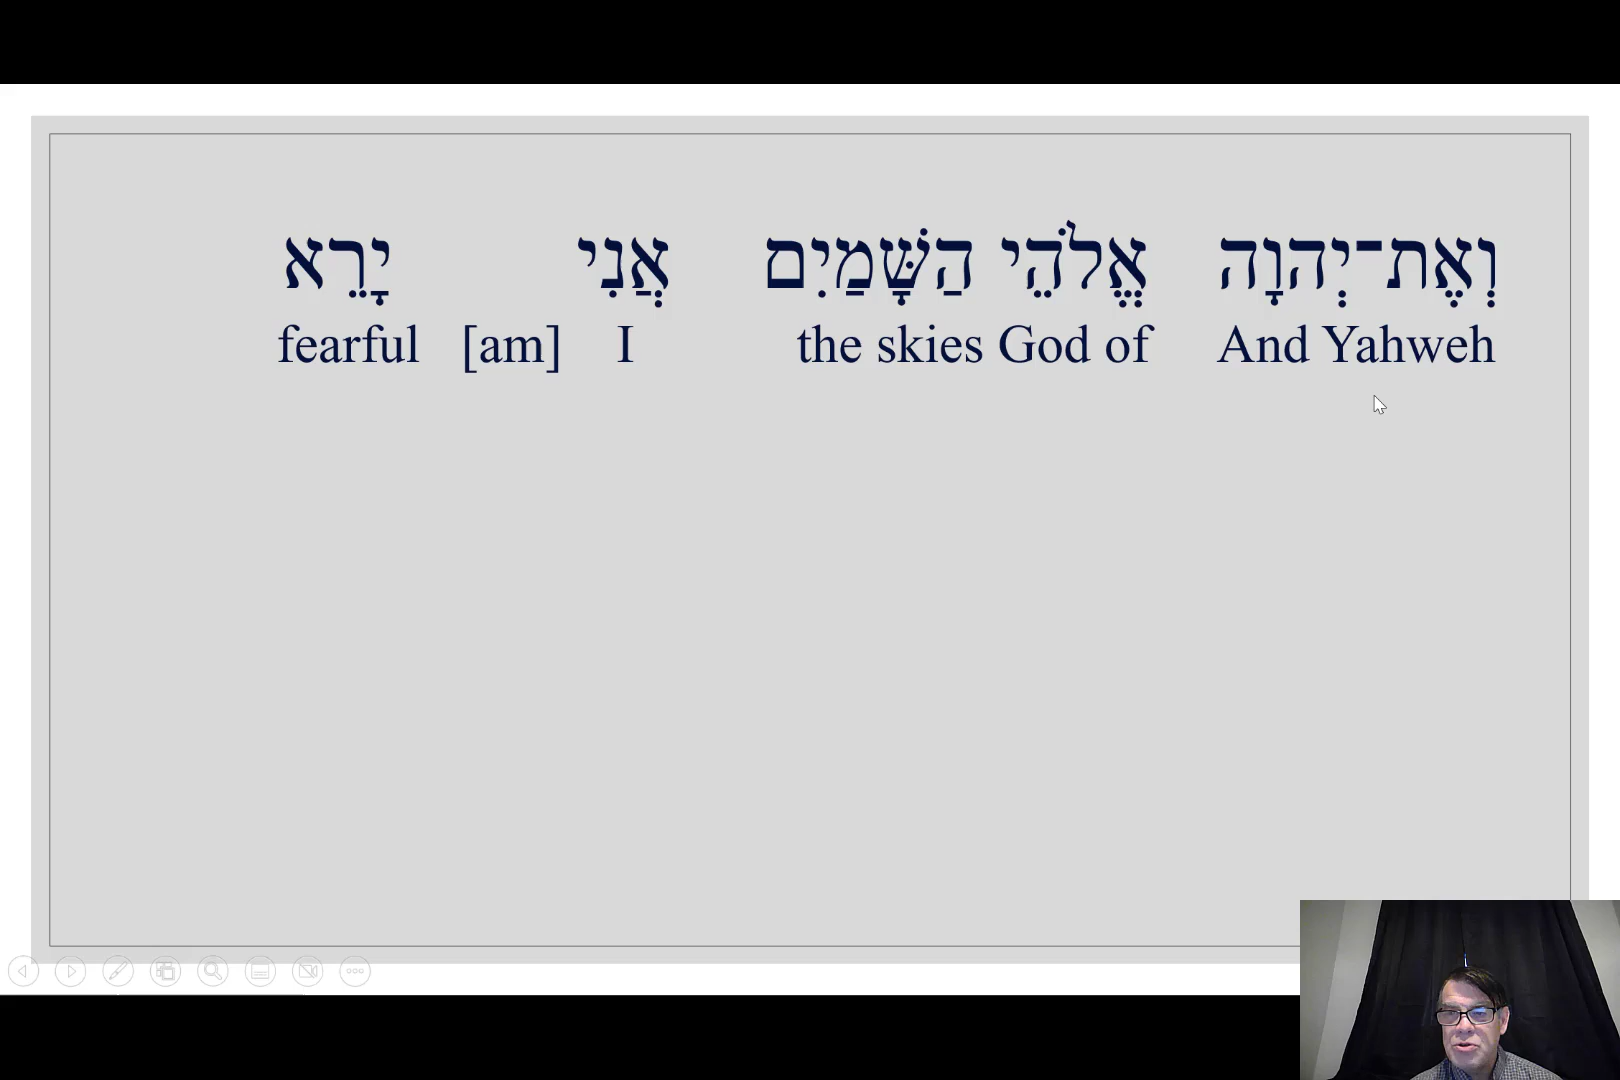 וְאֶת־יְהוָה אֱלֹהֵי הַשָּׁמַיִם אֲנִי יָרֵא
fearful [am] I the skies God of And Yahweh